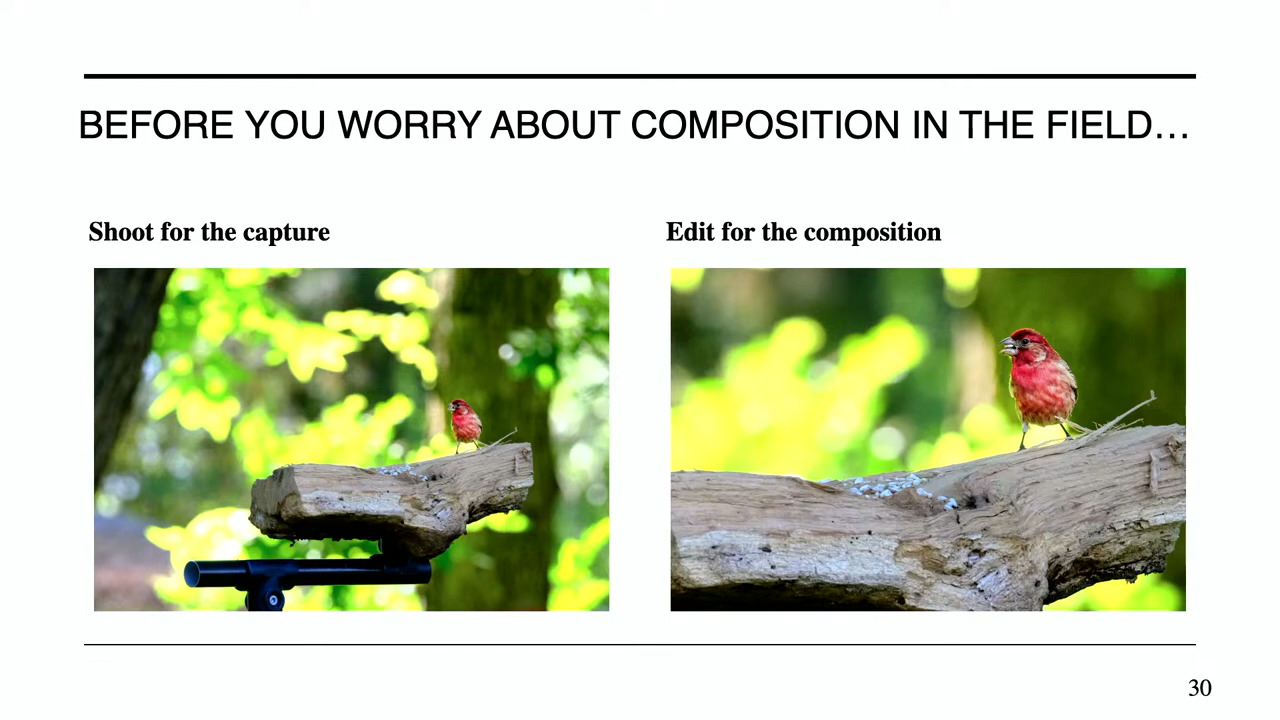 BEFORE YOU WORRY ABOUT COMPOSITION IN THE FIELD…
Shoot for the capture
Edit for the composition
30